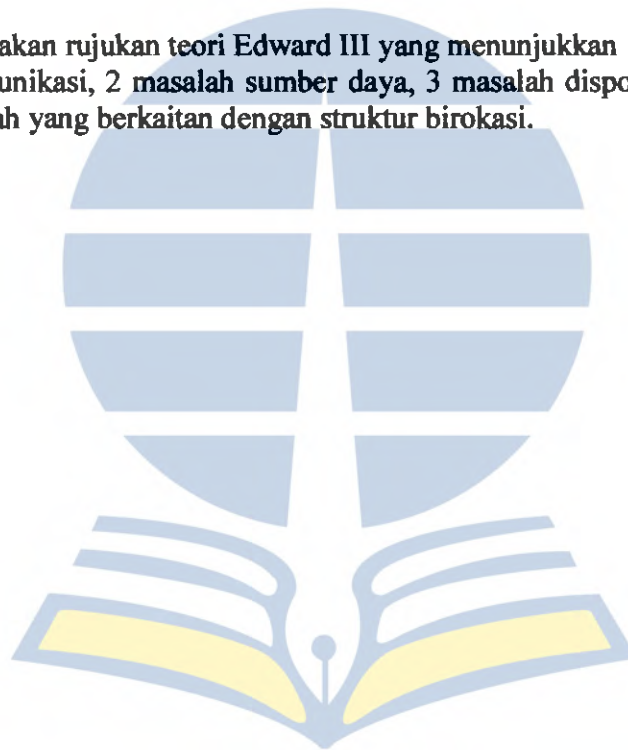 akan rujukan teori Edward III yang menunjukkan
unikasi, 2 masalah sumber daya, 3 masalah dispo
ah yang berkaitan dengan struktur birokasi.